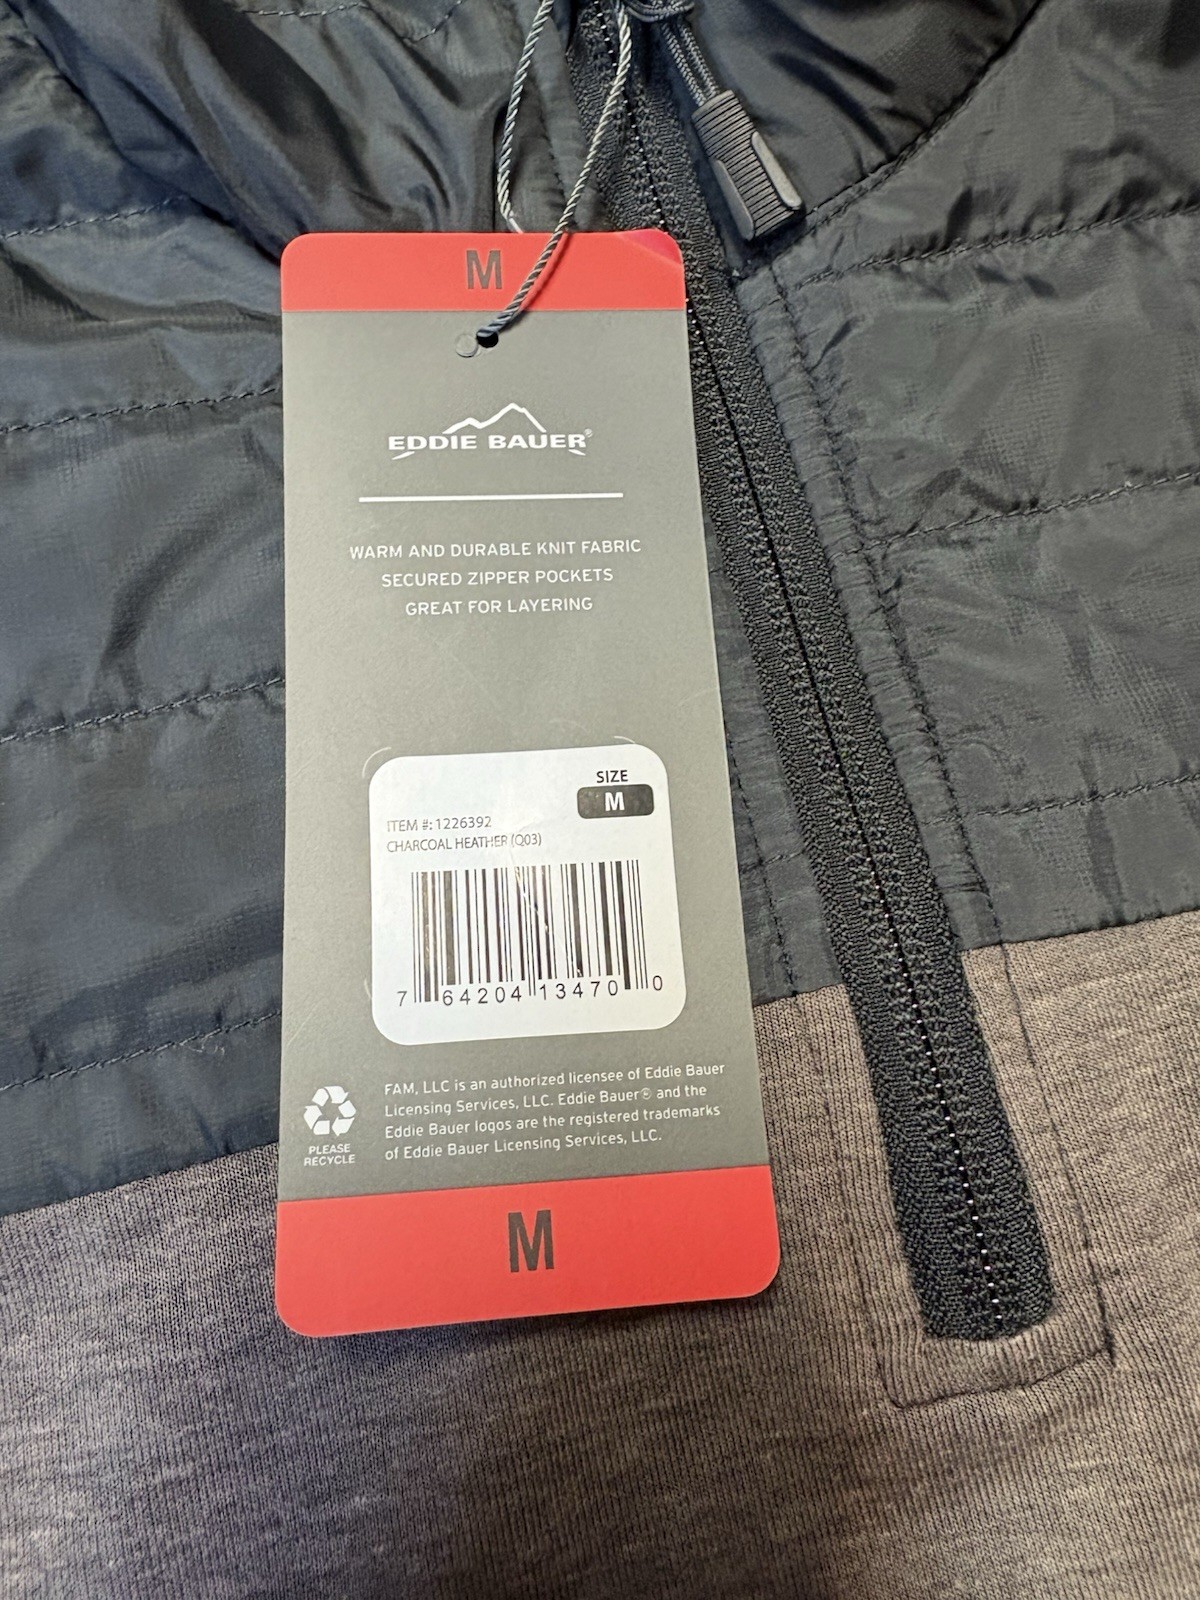 M
EDDIE BAUER®
WARM AND DURABLE KNIT FABRIC
SECURED ZIPPER POCKETS
GREAT FOR LAYERING
SIZE
M
ITEM #: 1226392
CHARCOAL HEATHER (Q03)
7 64204 13470 0
FAM, LLC is an authorized licensee of Eddie Bauer
Licensing Services, LLC. Eddie Bauer® and the
Eddie Bauer logos are the registered trademarks
of Eddie Bauer Licensing Services, LLC.
PLEASE
RECYCLE
M